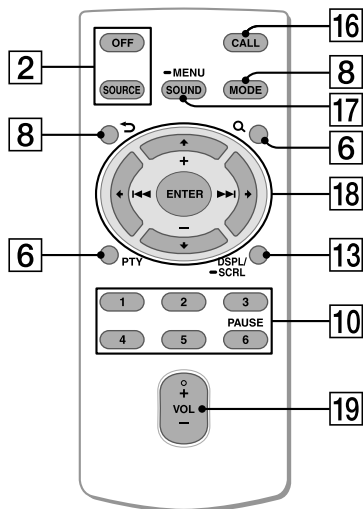 16
OFF CALL
2
-MENU
SOURCE SOUND MODE 8
17
8 6
+
ENTER 18
-
6 PTY DSPL/ 13
-SCRL
1 2 3
10
PAUSE
4 5 6
+
VOL 19
-